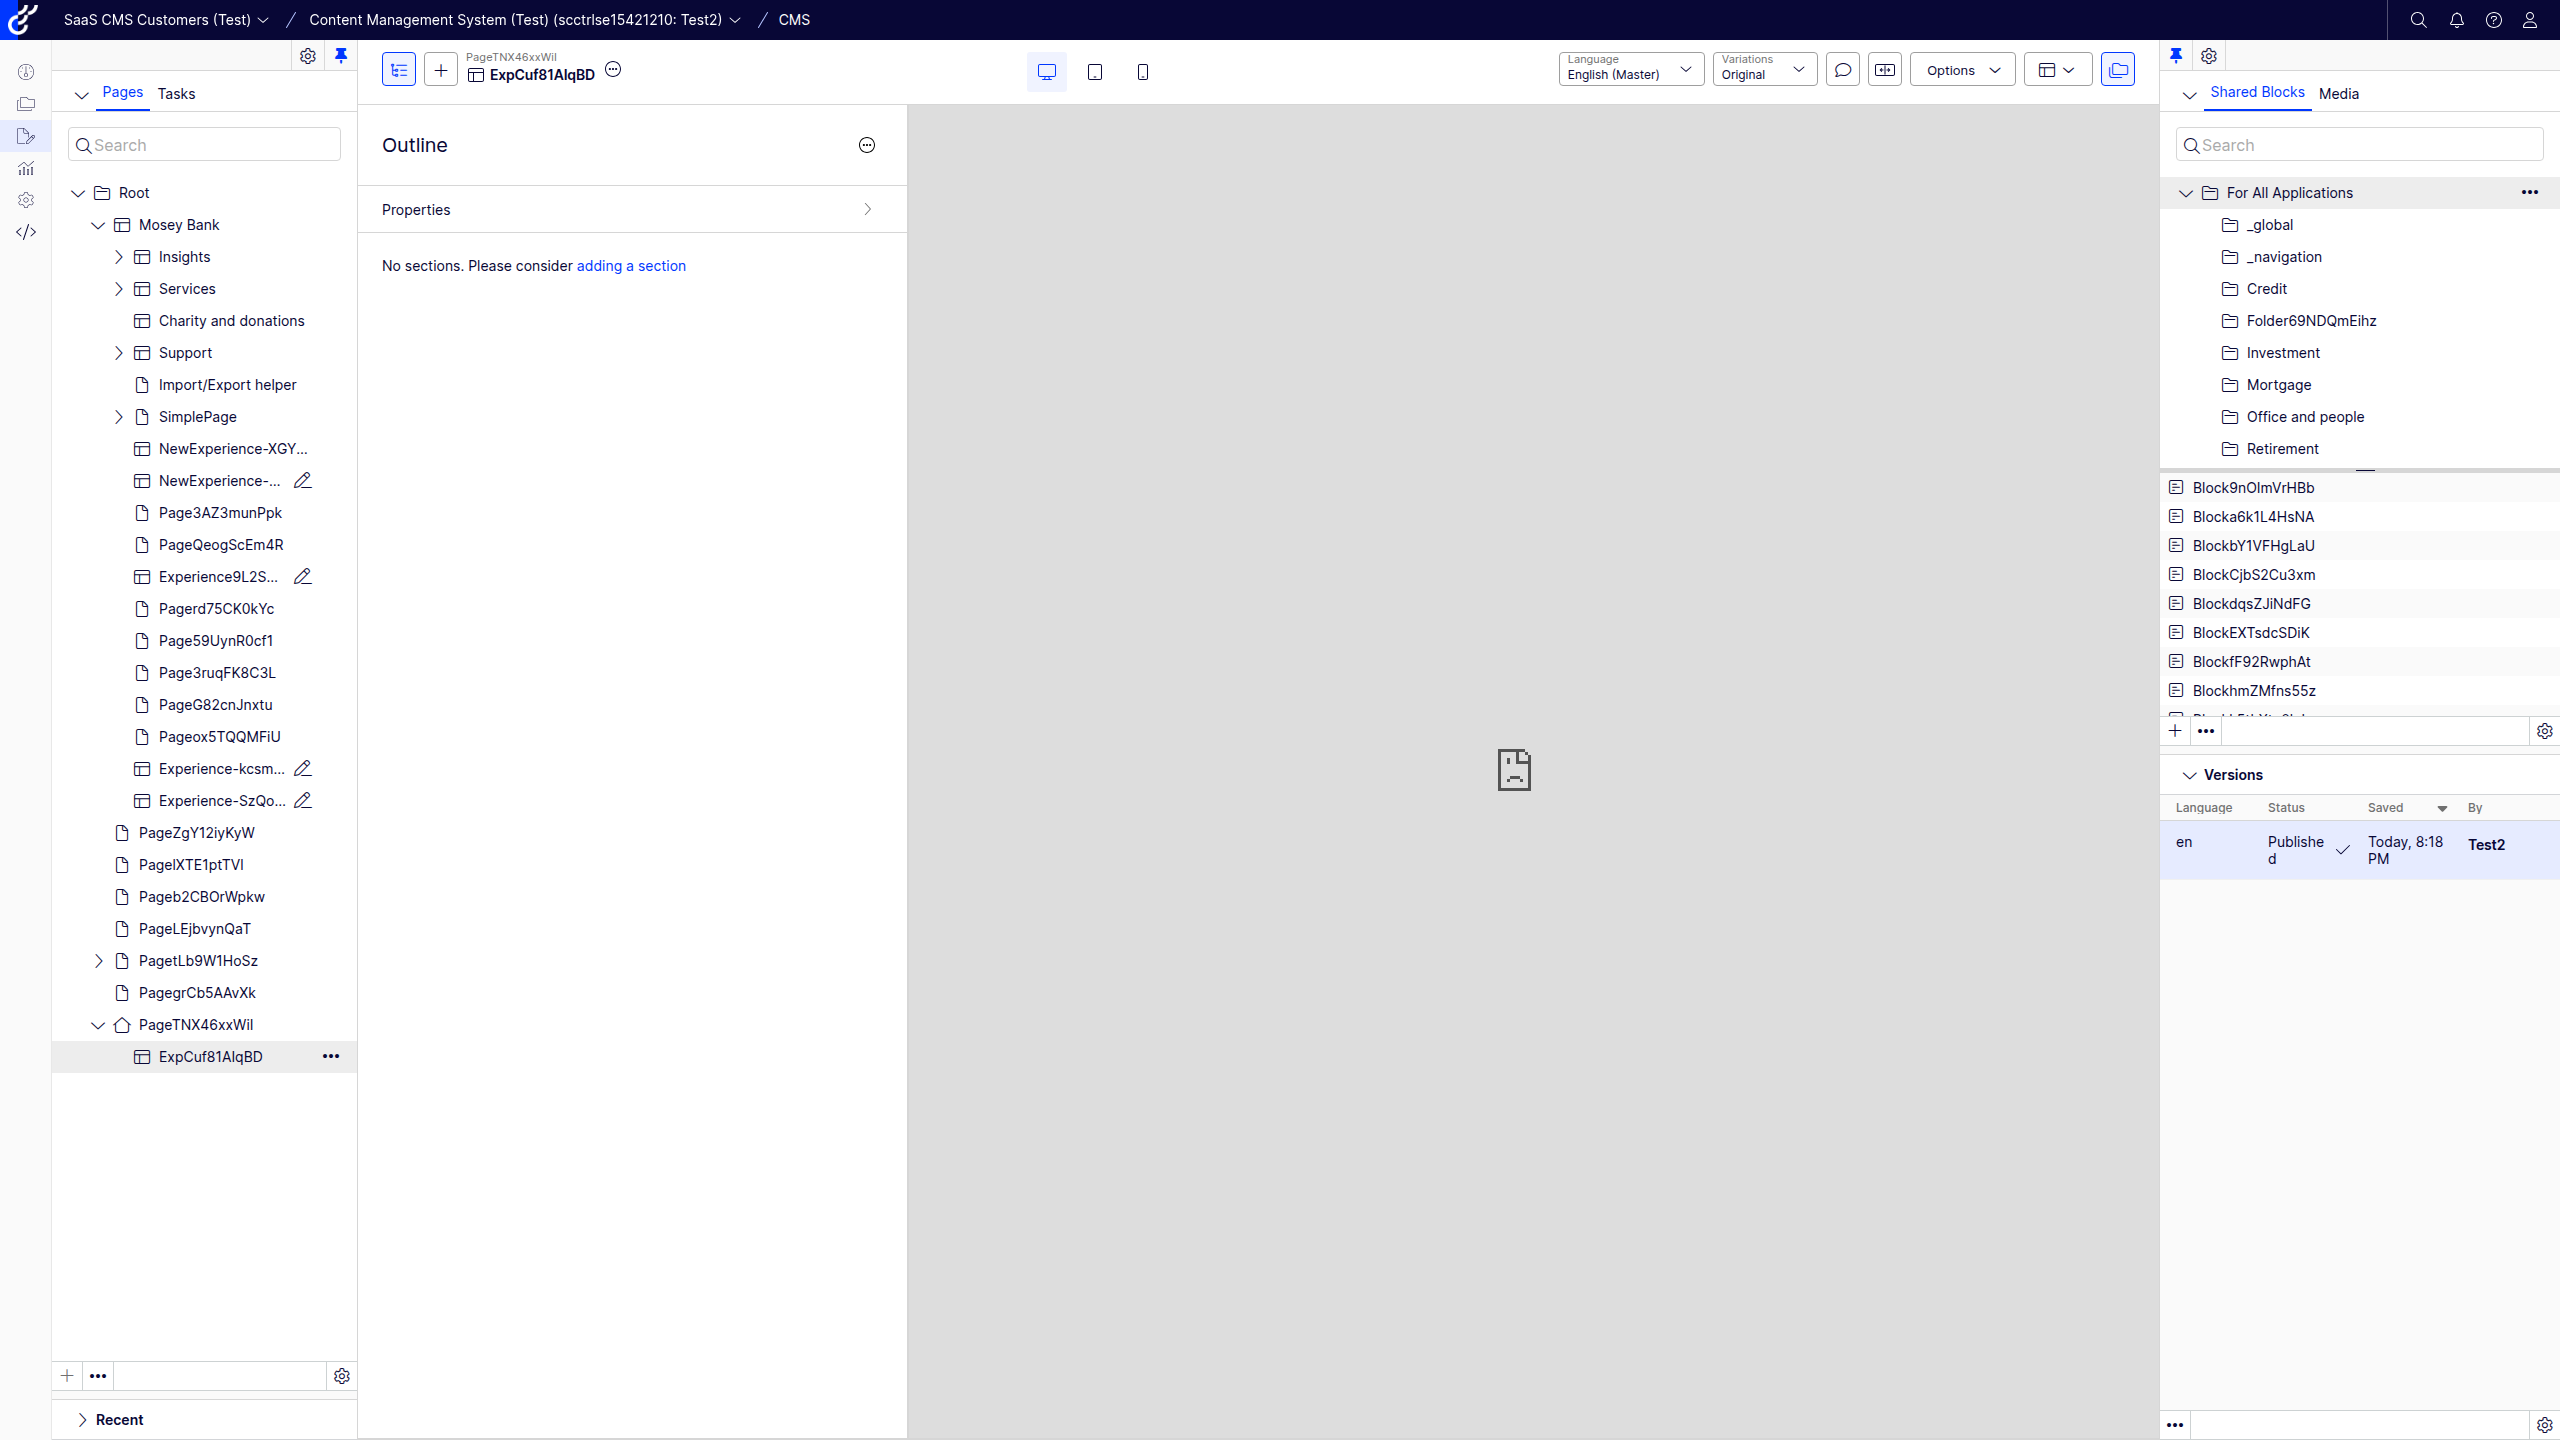 SaaS CMS Customers (Test) / Content Management System (Test) (scctrlse15421210: Test2) / CMS
Pages Tasks
Search
Root
Mosey Bank
Insights
Services
Charity and donations
Support
Import/Export helper
SimplePage
NewExperience-XGY...
NewExperience-...
Page3AZ3munPpk
PageQeogScEm4R
Experience9L2S...
Pagerd75CK0kYc
Page59UynR0cf1
Page3ruqFK8C3L
PageG82cnJnxtu
Pageox5TQQMFiU
Experience-kcsm...
Experience-SzQo...
PageZgY12iyKyW
PagelXTE1ptTVl
Pageb2CBOrWpkw
PageLEjbvynQaT
PagetLb9W1HoSz
PagegrCb5AAvXk
PageTNX46xxWil
ExpCuf81AlqBD
Recent
PageTNX46xxWil
ExpCuf81AlqBD
Language
English (Master)
Variations
Original
Options
Outline
Properties
No sections. Please consider adding a section
Shared Blocks Media
Search
For All Applications
_global
_navigation
Credit
Folder69NDQmEihz
Investment
Mortgage
Office and people
Retirement
Block9nOlmVrHBb
Blocka6k1L4HsNA
BlockbY1VFHgLaU
BlockCjbS2Cu3xm
BlockdqsZJiNdFG
BlockEXTsdcSDiK
BlockfF92RwphAt
BlockhmZMfns55z
Versions
Language Status Saved By
en Publishe Today, 8:18 Test2
d PM